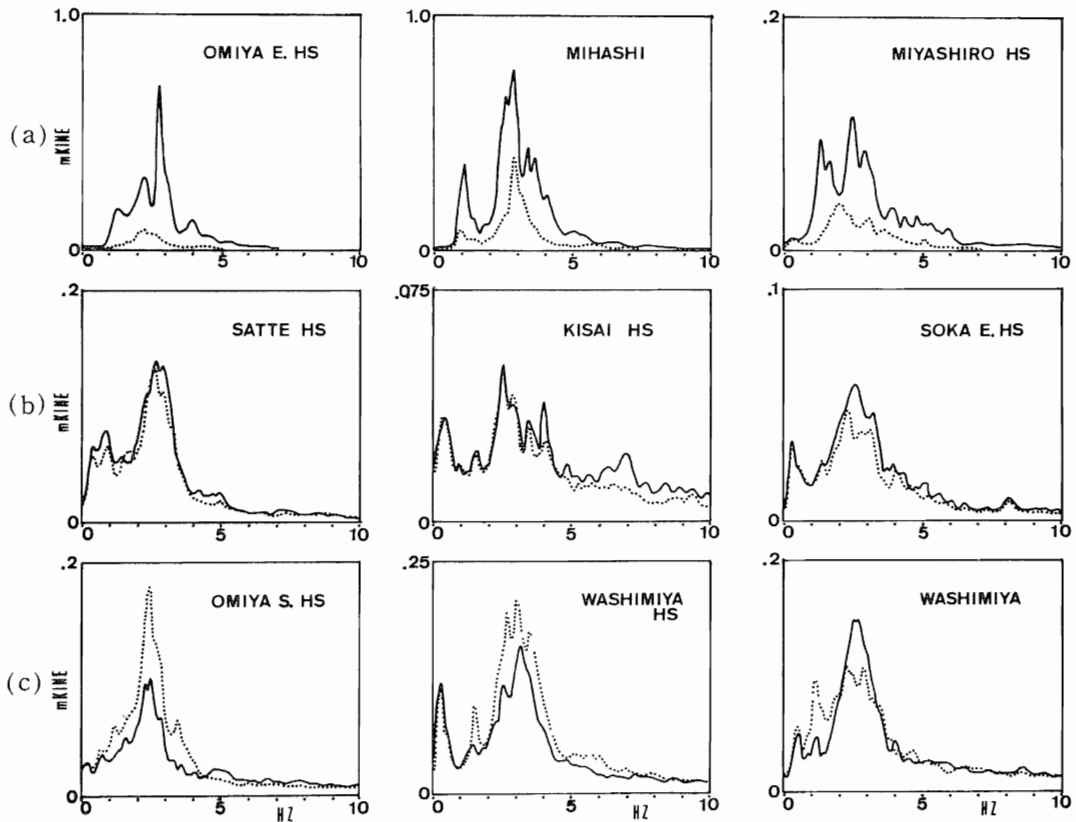 1.0
OMIYA E. HS
(a)
mKINE
0
0 5 10
1.0
MIHASHI
0
0 5 10
.2
MIYASHIRO HS
0
0 5 10
.2
SATTE HS
(b)
mKINE
0
0 5 10
.075
KISAI HS
0
0 5 10
.1
SOKA E. HS
0
0 5 10
.2
OMIYA S. HS
(c)
mKINE
0
0 5 10
HZ
.25
WASHIMIYA
HS
0
0 5 10
HZ
.2
WASHIMIYA
0
0 5 10
HZ